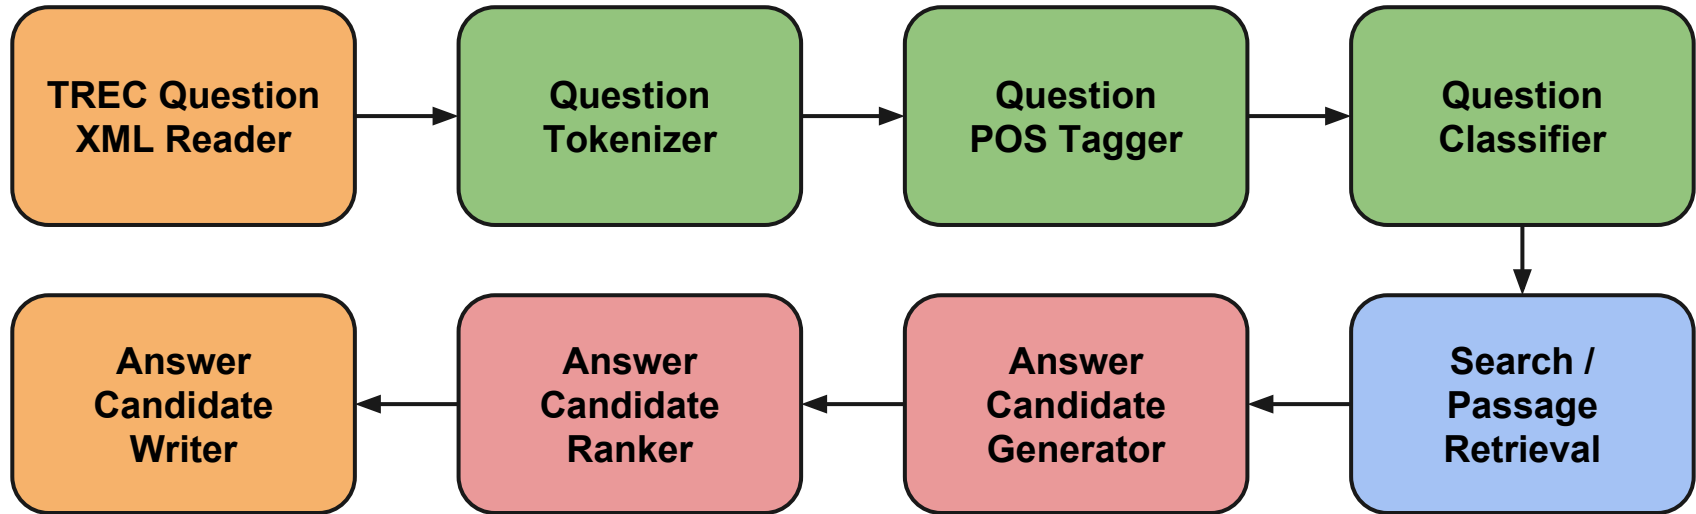 TREC Question
XML Reader
Question
Tokenizer
Question
POS Tagger
Question
Classifier
Answer
Candidate
Writer
Answer
Candidate
Ranker
Answer
Candidate
Generator
Search /
Passage
Retrieval